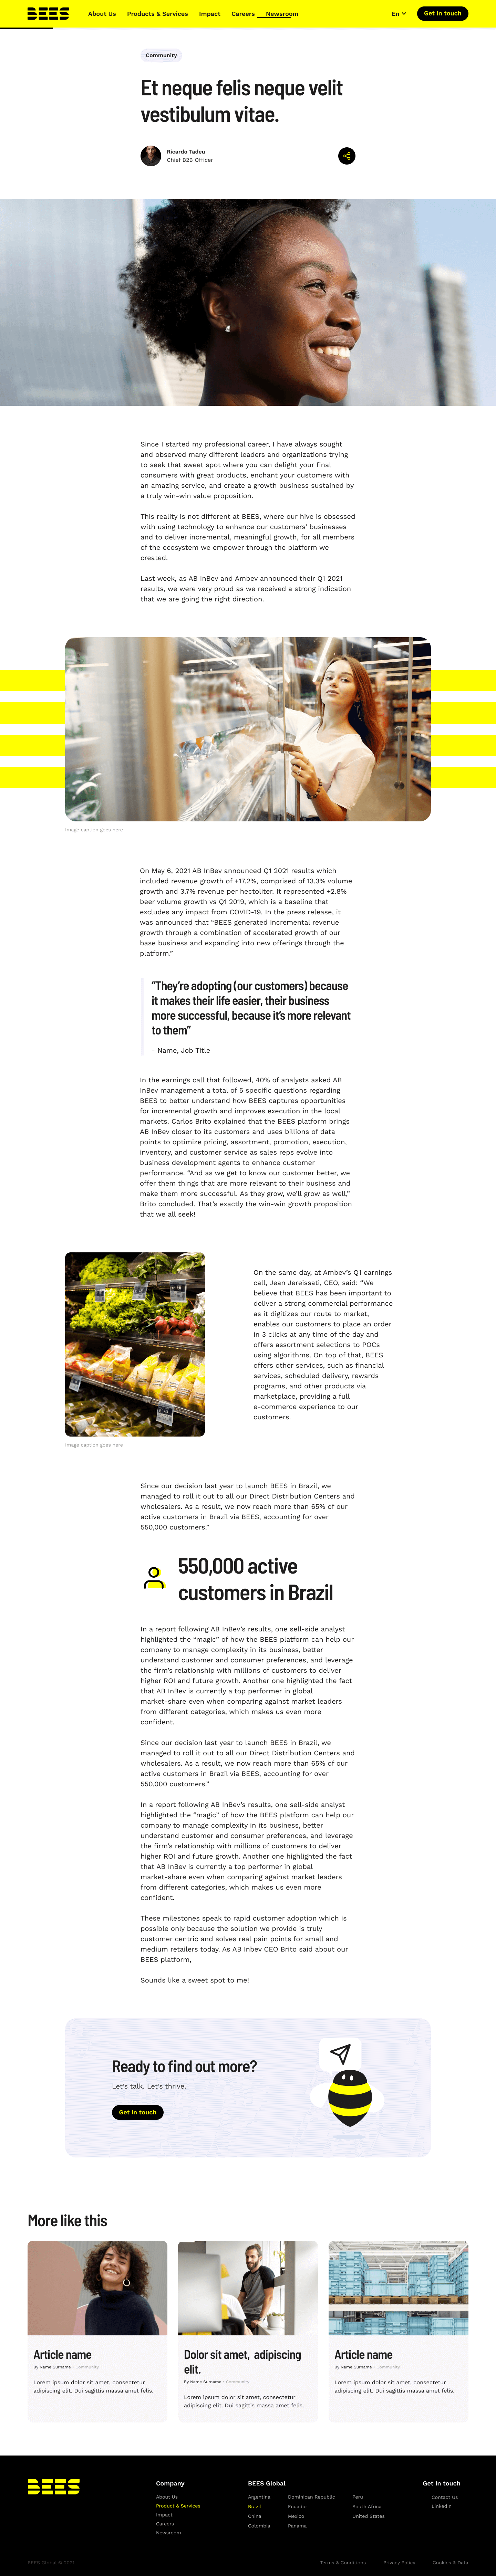 BEES
About Us Products & Services Impact Careers Newsroom En Get in touch
Community
Et neque felis neque velit
vestibulum vitae.
Ricardo Tadeu
Chief B2B Officer
Since I started my professional career, I have always sought
and observed many different leaders and organizations trying
to seek that sweet spot where you can delight your final
consumers with great products, enchant your customers with
an amazing service, and create a growth business sustained by
a truly win-win value proposition.
This reality is not different at BEES, where our hive is obsessed
with using technology to enhance our customers’ businesses
and to deliver incremental, meaningful growth, for all members
of the ecosystem we empower through the platform we
created.
Last week, as AB InBev and Ambev announced their Q1 2021
results, we were very proud as we received a strong indication
that we are going the right direction.
Image caption goes here
On May 6, 2021 AB InBev announced Q1 2021 results which
included revenue growth of +17.2%, comprised of 13.3% volume
growth and 3.7% revenue per hectoliter. It represented +2.8%
beer volume growth vs Q1 2019, which is a baseline that
excludes any impact from COVID-19. In the press release, it
was announced that “BEES generated incremental revenue
growth through a combination of accelerated growth of our
base business and expanding into new offerings through the
platform.”
“They’re adopting (our customers) because
it makes their life easier, their business
more successful, because it’s more relevant
to them”
- Name, Job Title
In the earnings call that followed, 40% of analysts asked AB
InBev management a total of 5 specific questions regarding
BEES to better understand how BEES captures opportunities
for incremental growth and improves execution in the local
markets. Carlos Brito explained that the BEES platform brings
AB InBev closer to its customers and uses billions of data
points to optimize pricing, assortment, promotion, execution,
inventory, and customer service as sales reps evolve into
business development agents to enhance customer
performance. “And as we get to know our customer better, we
offer them things that are more relevant to their business and
make them more successful. As they grow, we’ll grow as well,”
Brito concluded. That’s exactly the win-win growth proposition
that we all seek!
On the same day, at Ambev’s Q1 earnings
call, Jean Jereissati, CEO, said: “We
believe that BEES has been important to
deliver a strong commercial performance
as it digitizes our route to market,
enables our customers to place an order
in 3 clicks at any time of the day and
offers assortment selections to POCs
using algorithms. On top of that, BEES
offers other services, such as financial
services, scheduled delivery, rewards
programs, and other products via
marketplace, providing a full
e-commerce experience to our
customers.
Image caption goes here
Since our decision last year to launch BEES in Brazil, we
managed to roll it out to all our Direct Distribution Centers and
wholesalers. As a result, we now reach more than 65% of our
active customers in Brazil via BEES, accounting for over
550,000 customers.”
550,000 active
customers in Brazil
In a report following AB InBev’s results, one sell-side analyst
highlighted the “magic” of how the BEES platform can help our
company to manage complexity in its business, better
understand customer and consumer preferences, and leverage
the firm’s relationship with millions of customers to deliver
higher ROI and future growth. Another one highlighted the fact
that AB InBev is currently a top performer in global
market-share even when comparing against market leaders
from different categories, which makes us even more
confident.
Since our decision last year to launch BEES in Brazil, we
managed to roll it out to all our Direct Distribution Centers and
wholesalers. As a result, we now reach more than 65% of our
active customers in Brazil via BEES, accounting for over
550,000 customers.”
In a report following AB InBev’s results, one sell-side analyst
highlighted the “magic” of how the BEES platform can help our
company to manage complexity in its business, better
understand customer and consumer preferences, and leverage
the firm’s relationship with millions of customers to deliver
higher ROI and future growth. Another one highlighted the fact
that AB InBev is currently a top performer in global
market-share even when comparing against market leaders
from different categories, which makes us even more
confident.
These milestones speak to rapid customer adoption which is
possible only because the solution we provide is truly
customer centric and solves real pain points for small and
medium retailers today. As AB Inbev CEO Brito said about our
BEES platform,
Sounds like a sweet spot to me!
Ready to find out more?
Let’s talk. Let’s thrive.
Get in touch
More like this
Article name
By Name Surname • Community
Lorem ipsum dolor sit amet, consectetur
adipiscing elit. Dui sagittis massa amet felis.
Dolor sit amet, adipiscing
elit.
By Name Surname • Community
Lorem ipsum dolor sit amet, consectetur
adipiscing elit. Dui sagittis massa amet felis.
Article name
By Name Surname • Community
Lorem ipsum dolor sit amet, consectetur
adipiscing elit. Dui sagittis massa amet felis.
BEES
Company
About Us
Product & Services
Impact
Careers
Newsroom
BEES Global
Argentina Dominican Republic Peru
Brazil Ecuador South Africa
China Mexico United States
Colombia Panama
Get In touch
Contact Us
Linkedin
BEES Global © 2021
Terms & Conditions Privacy Policy Cookies & Data